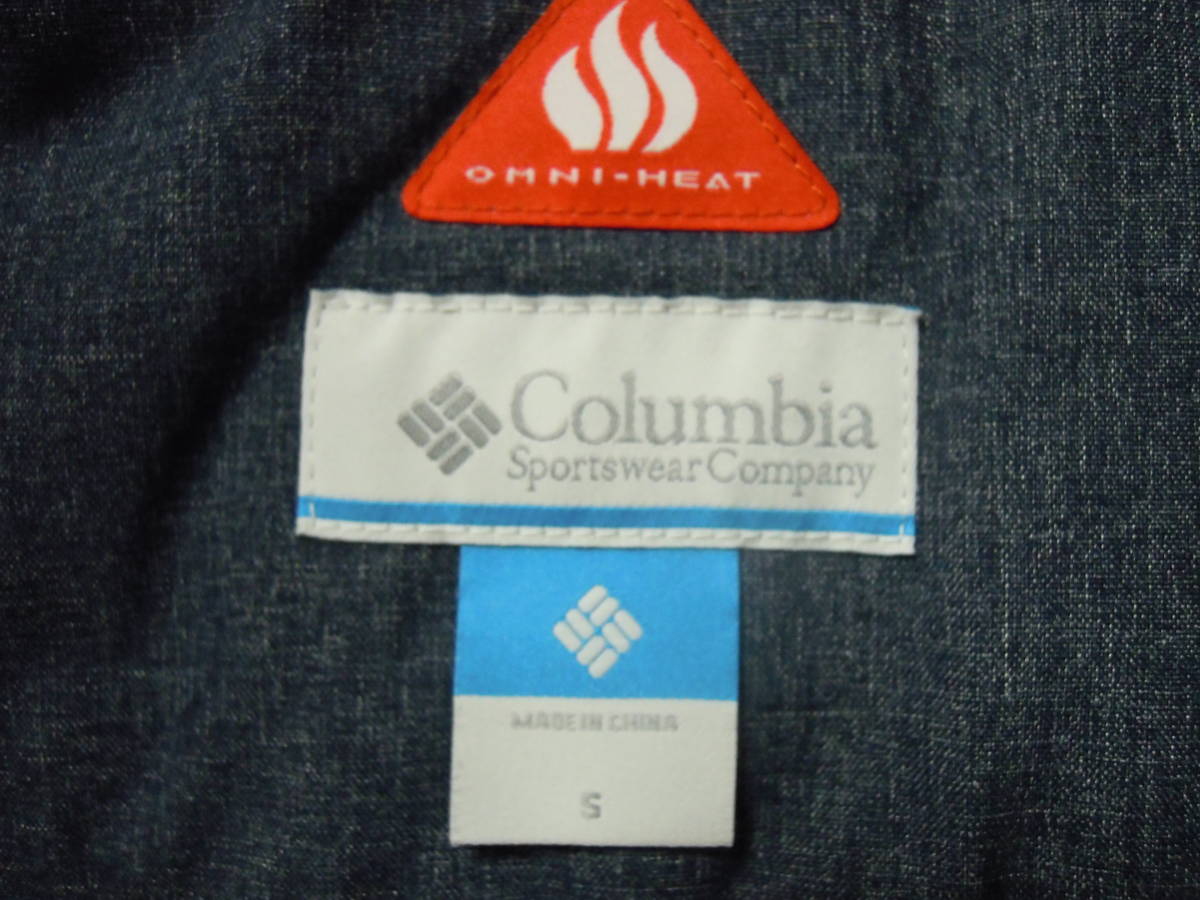 OMNI-HEAT
Columbia
Sportswear Company
MADE IN CHINA
S